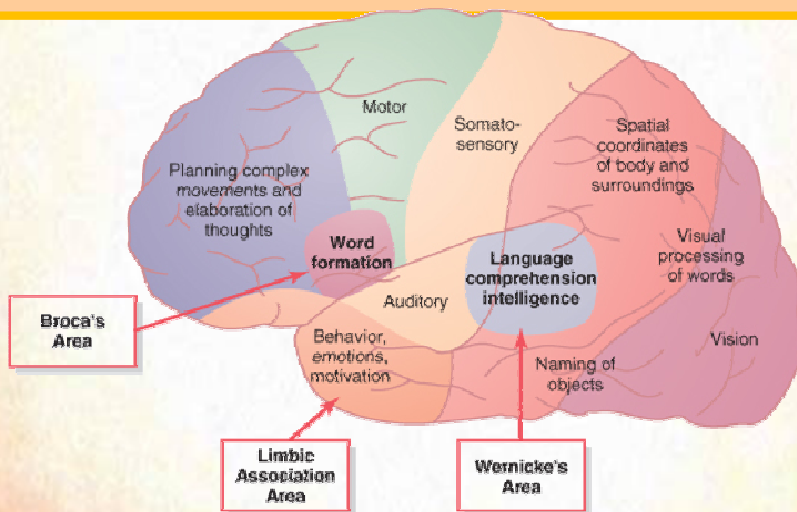 Motor
Somato-
sensory
Spatial
coordinates
of body and
surroundings
Planning complex
movements and
elaboration of
thoughts
Word
formation
Language
comprehension
intelligence
Visual
processing
of words
Auditory
Broca's
Area
Behavior,
emotions,
motivation
Vision
Naming of
objects
Limbic
Association
Area
Wernicke's
Area